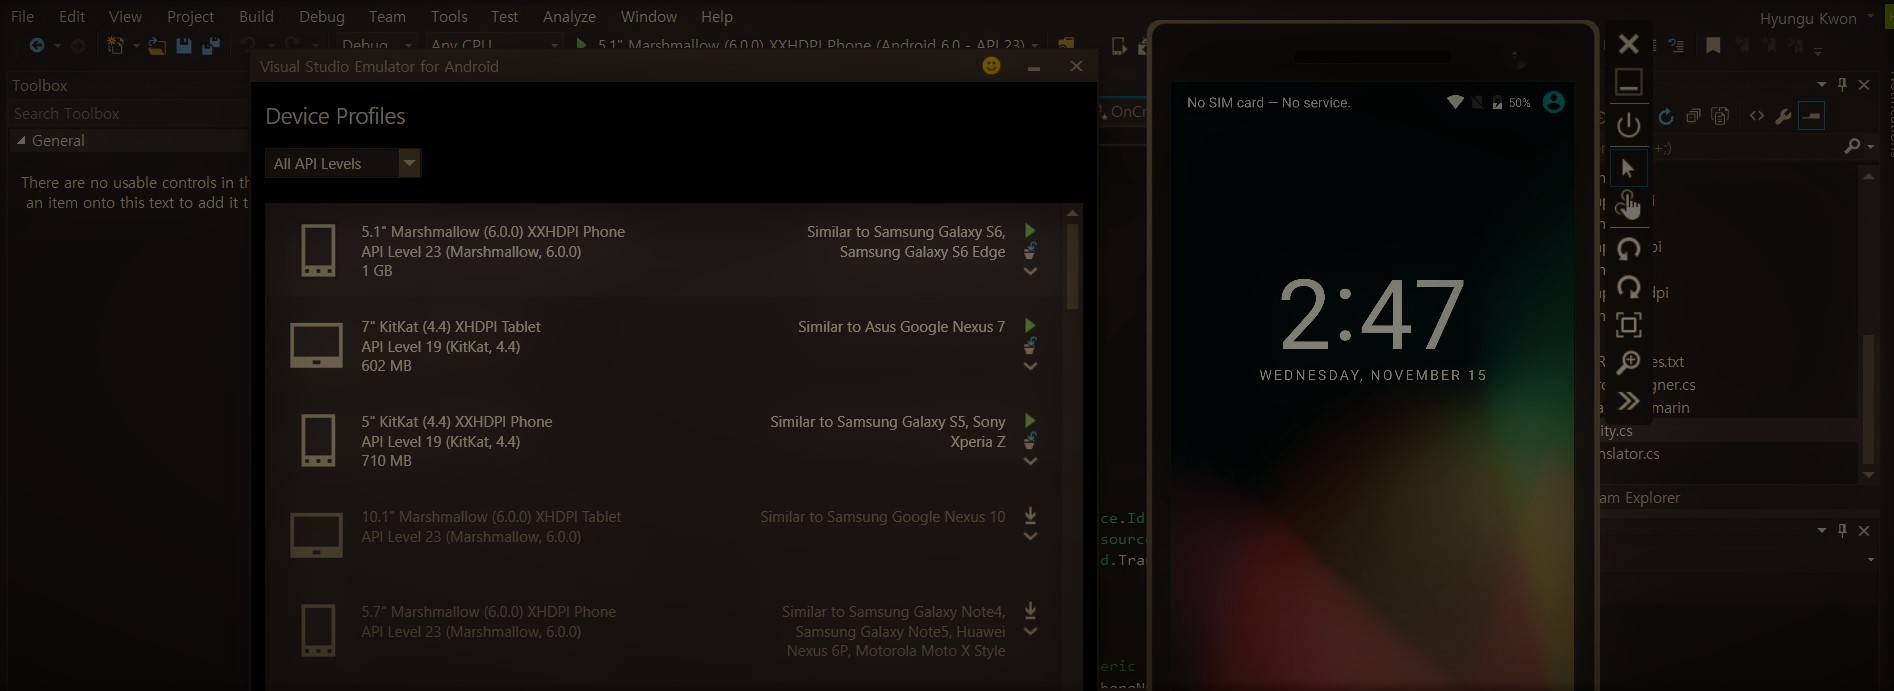 File Edit View Project Build Debug Team Tools Test Analyze Window Help
Hyungu Kwon
Debug Any CPU 5.1" Marshmallow (6.0.0) XXHDPI Phone (Android 6.0 - API 23)
Toolbox
Search Toolbox
General
There are no usable controls in
an item onto this text to add it
Visual Studio Emulator for Android
Device Profiles
All API Levels
5.1" Marshmallow (6.0.0) XXHDPI Phone
API Level 23 (Marshmallow, 6.0.0)
1 GB
Similar to Samsung Galaxy S6,
Samsung Galaxy S6 Edge
7" KitKat (4.4) XHDPI Tablet
API Level 19 (KitKat, 4.4)
602 MB
Similar to Asus Google Nexus 7
5" KitKat (4.4) XXHDPI Phone
API Level 19 (KitKat, 4.4)
710 MB
Similar to Samsung Galaxy S5, Sony
Xperia Z
10.1" Marshmallow (6.0.0) XHDPI Tablet
API Level 23 (Marshmallow, 6.0.0)
Similar to Samsung Google Nexus 10
5.7" Marshmallow (6.0.0) XHDPI Phone
API Level 23 (Marshmallow, 6.0.0)
Similar to Samsung Galaxy Note4,
Samsung Galaxy Note5, Huawei
Nexus 6P, Motorola Moto X Style
OnCr
ce.Id
source
d.Tra
eric
No SIM card — No service.
50%
2:47
WEDNESDAY, NOVEMBER 15
+;)
pi
dpi
es.txt
gner.cs
marin
ity.cs
nslator.cs
am Explorer